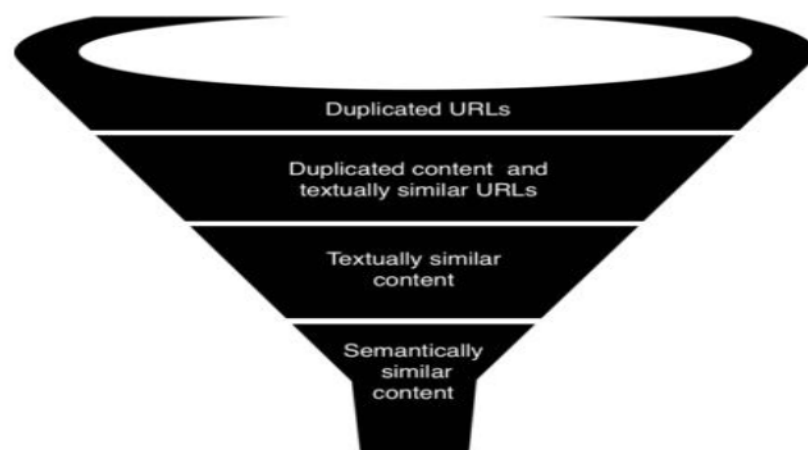 Duplicated URLs
Duplicated content and
textually similar URLs
Textually similar
content
Semantically
similar
content